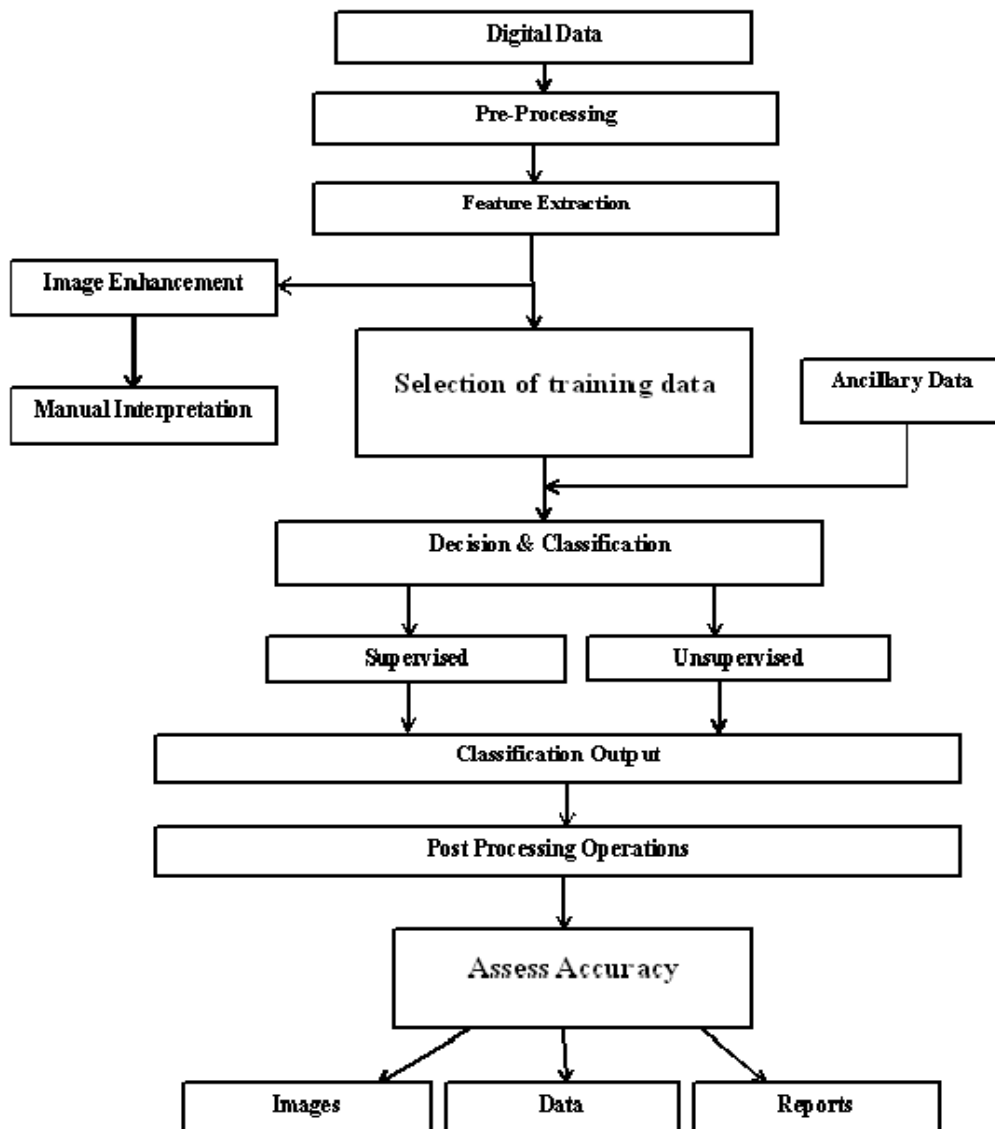 Digital Data
Pre-Processing
Feature Extraction
Image Enhancement
Selection of training data
Ancillary Data
Manual Interpretation
Decision & Classification
Supervised
Unsupervised
Classification Output
Post Processing Operations
Assess Accuracy
Images
Data
Reports